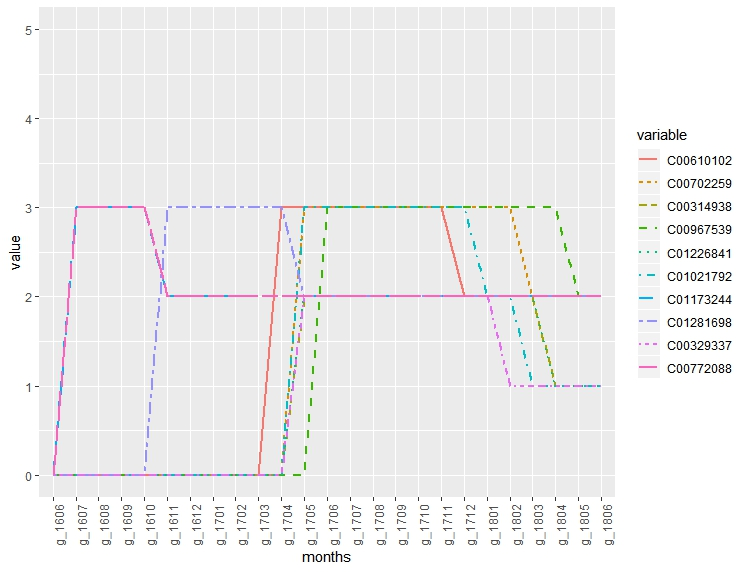 5
4
3
2
1
0
value
g_1606
g_1607
g_1608
g_1609
g_1610
g_1611
g_1612
g_1701
g_1702
g_1703
g_1704
g_1705
g_1706
g_1707
g_1708
g_1709
g_1710
g_1711
g_1712
g_1801
g_1802
g_1803
g_1804
g_1805
g_1806
months
variable
C00610102
C00702259
C00314938
C00967539
C01226841
C01021792
C01173244
C01281698
C00329337
C00772088